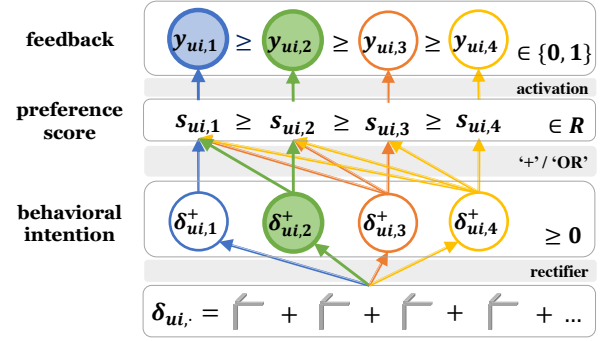 feedback y_{ui,1} ≥ y_{ui,2} ≥ y_{ui,3} ≥ y_{ui,4} ∈ {0, 1}
activation
preference score s_{ui,1} ≥ s_{ui,2} ≥ s_{ui,3} ≥ s_{ui,4} ∈ R
'+' / 'OR'
behavioral intention δ^+_{ui,1} δ^+_{ui,2} δ^+_{ui,3} δ^+_{ui,4} ≥ 0
rectifier
δ_{ui,·} = + + + + ...